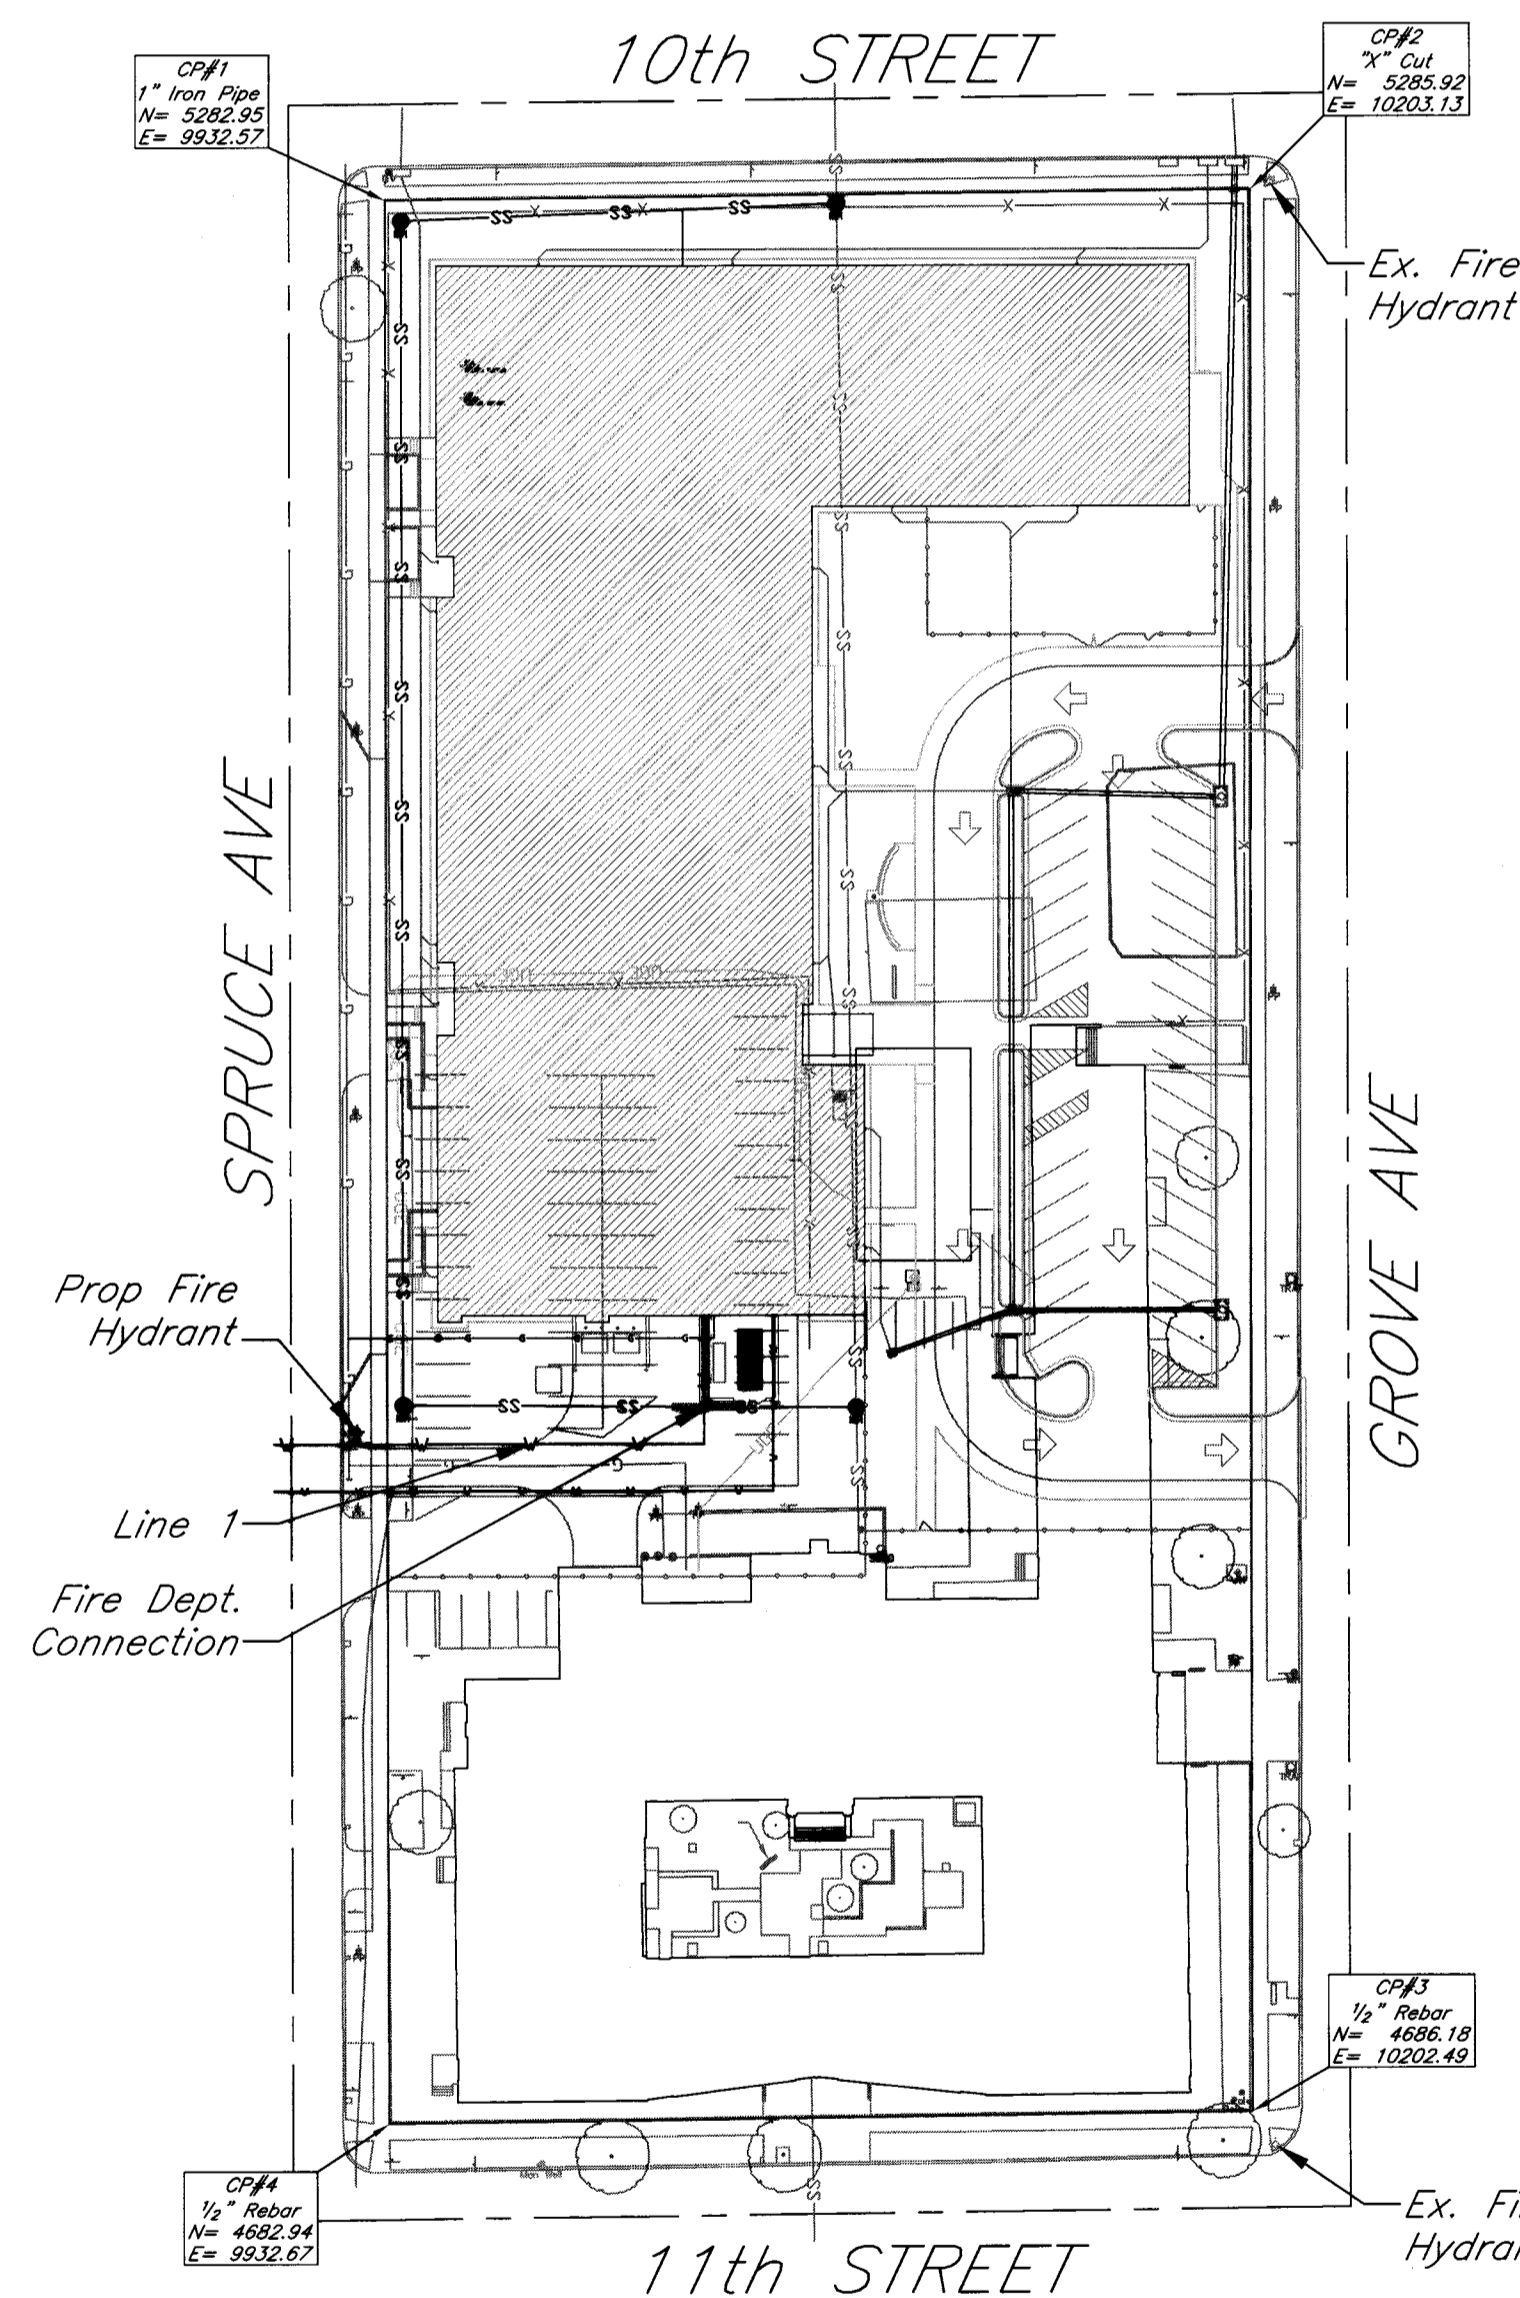 10th STREET
CP#1
1" Iron Pipe
N= 5282.95
E= 9932.57
CP#2
"X" Cut
N= 5285.92
E= 10203.13
Ex. Fire
Hydrant
SPRUCE AVE
GROVE AVE
Prop Fire
Hydrant
Line 1
Fire Dept.
Connection
CP#3
1/2" Rebar
N= 4686.18
E= 10202.49
CP#4
1/2" Rebar
N= 4682.94
E= 9932.67
Ex. Fi
Hydra
11th STREET